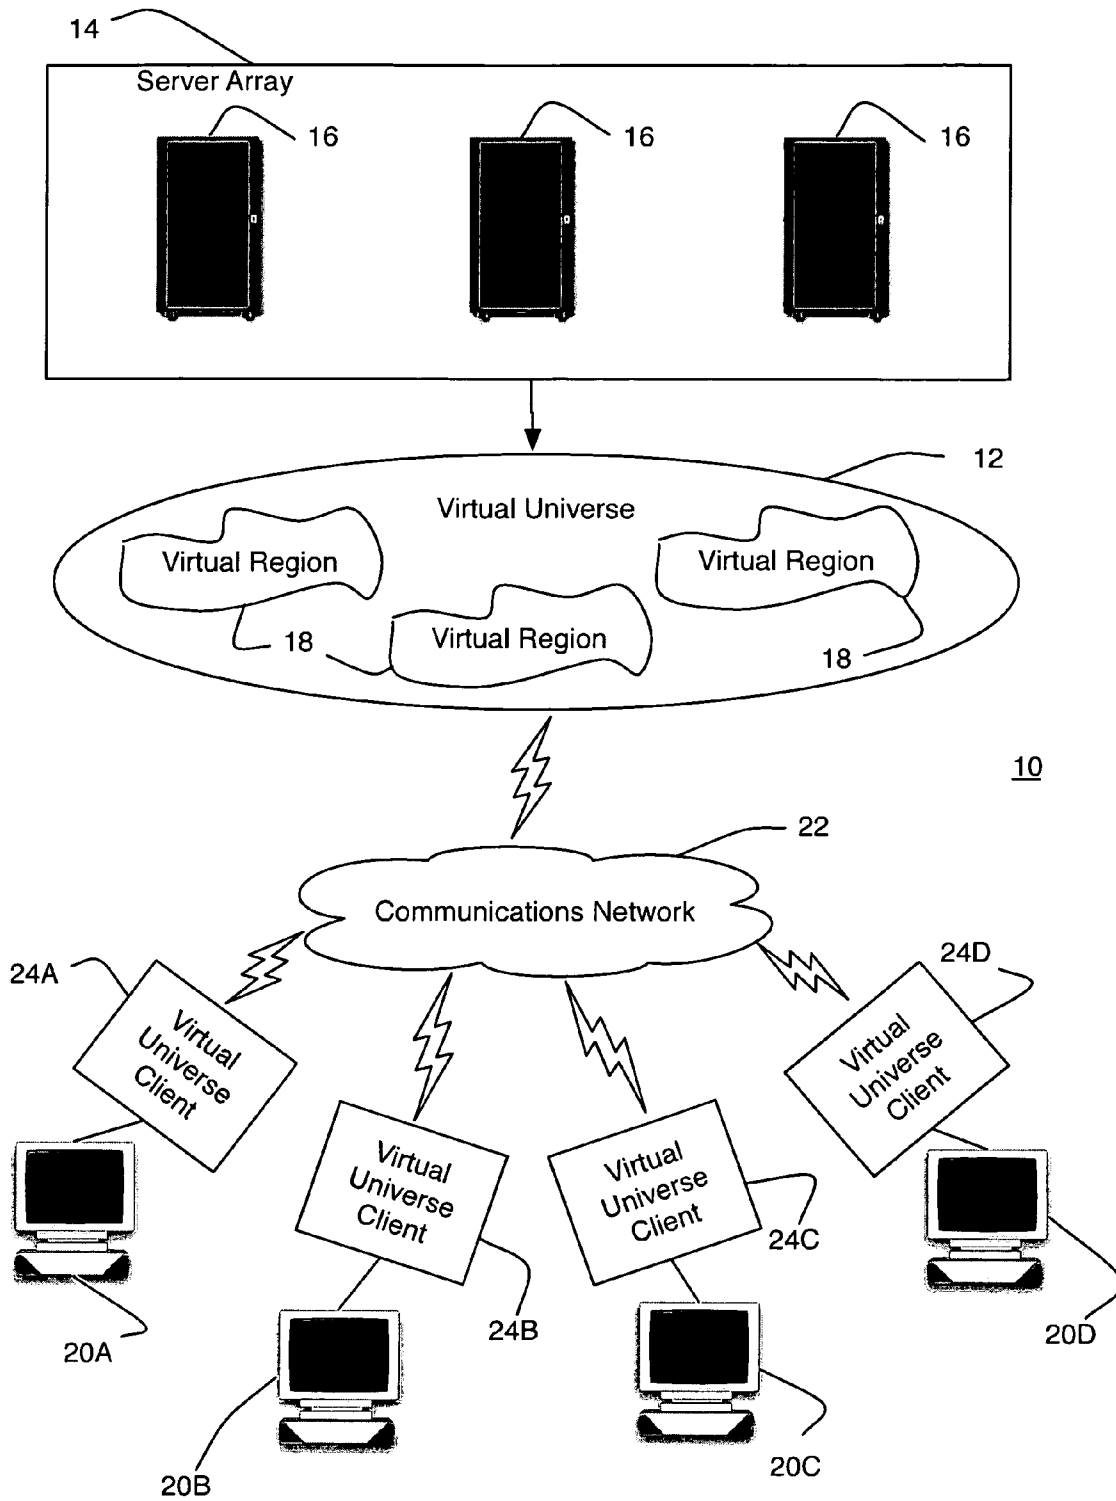 14
Server Array
16
16
16
12
Virtual Universe
Virtual Region
Virtual Region
Virtual Region
18
18
10
22
Communications Network
24A
24D
Virtual
Universe
Client
Virtual
Universe
Client
Virtual
Universe
Client
Virtual
Universe
Client
24C
24B
20A
20D
20B
20C